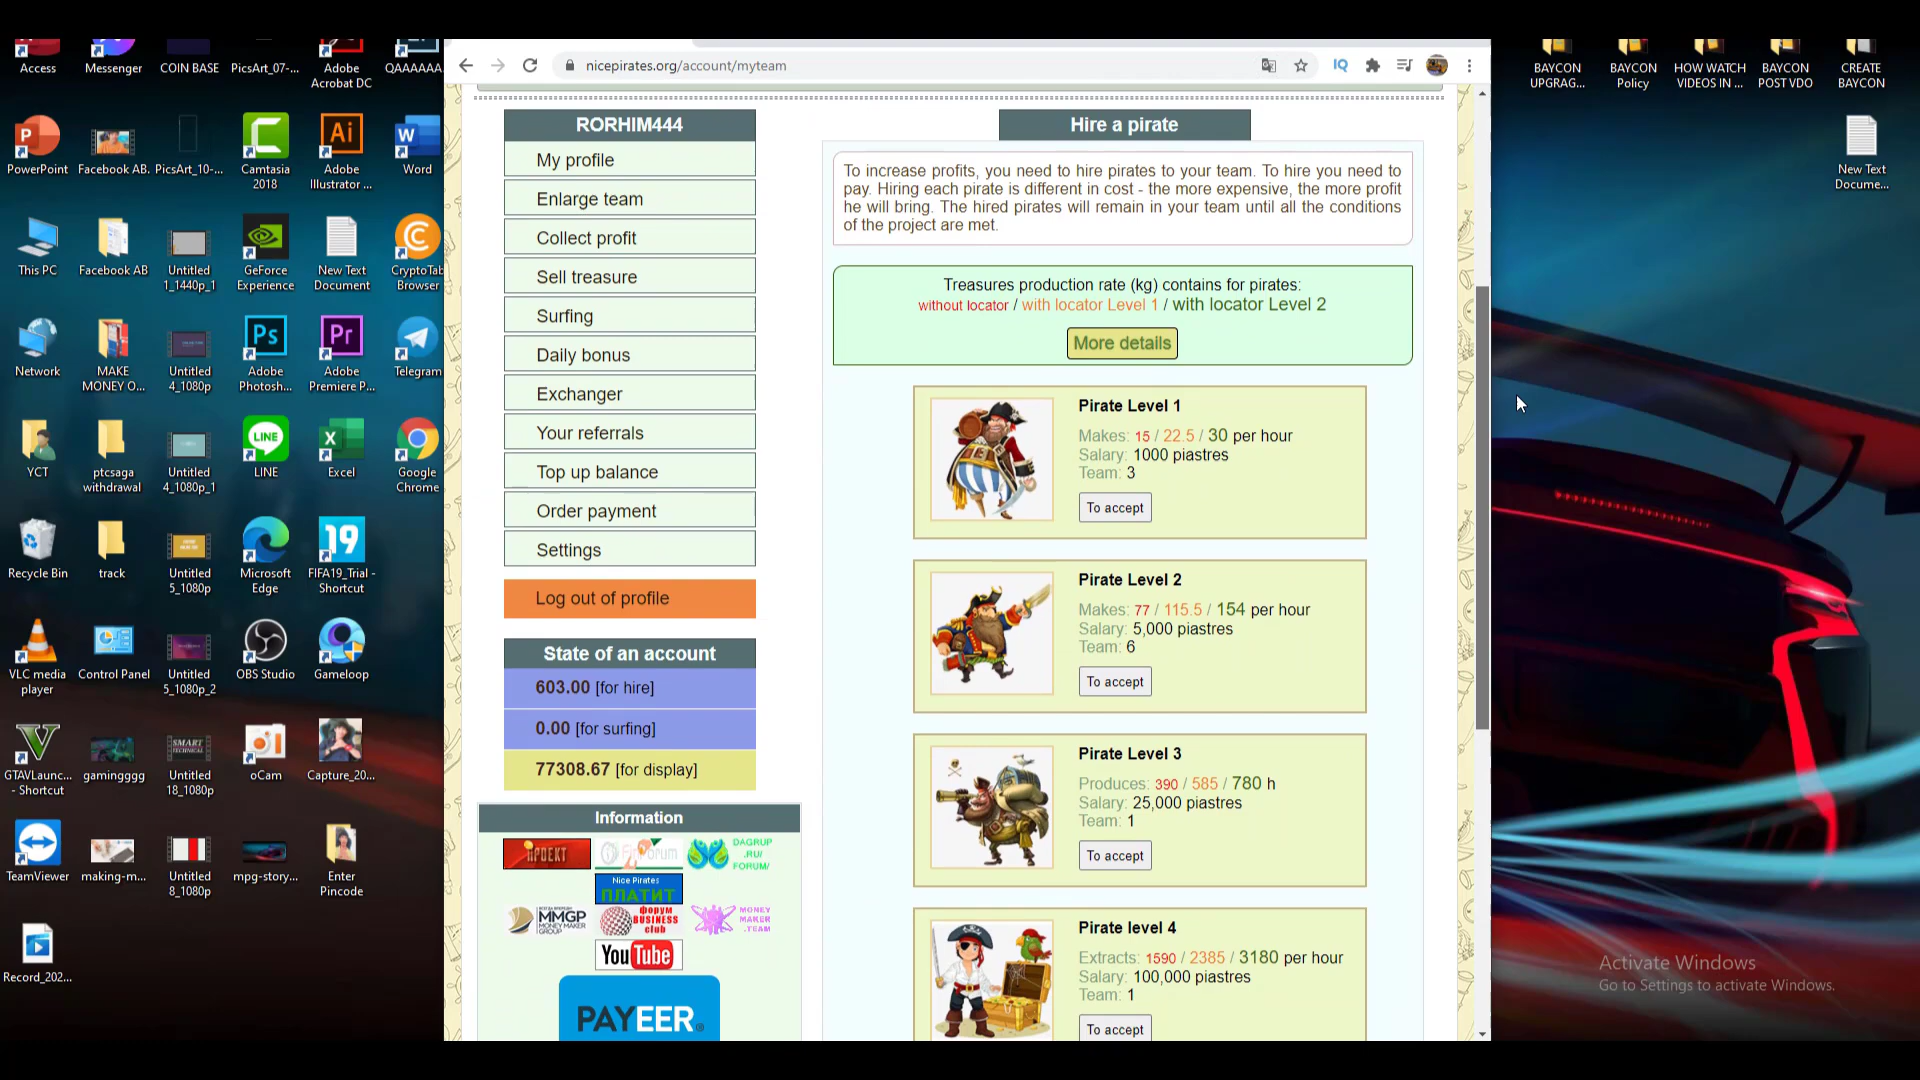 Access
Messenger
COIN BASE
PicsArt_07-...
Adobe
Acrobat DC
QAAAAAA
PowerPoint
Facebook AB.
PicsArt_10-...
Camtasia
2018
Adobe
Illustrator ...
Word
This PC
Facebook AB
Untitled
1_1440p_1
GeForce
Experience
New Text
Document
CryptoTab
Browser
Network
MAKE
MONEY O...
Untitled
4_1080p
Adobe
Photosh...
Adobe
Premiere P...
Telegram
YCT
ptcsaga
withdrawal
Untitled
4_1080p_1
LINE
Excel
Google
Chrome
Recycle Bin
track
Untitled
5_1080p
Microsoft
Edge
FIFA19_Trial -
Shortcut
VLC media
player
Control Panel
Untitled
5_1080p_2
OBS Studio
Gameloop
GTAVLaunc...
- Shortcut
gamingggg
Untitled
18_1080p
oCam
Capture_20...
TeamViewer
making-m...
Untitled
8_1080p
mpg-story...
Enter
Pincode
Record_202...
nicepirates.org/account/myteam
RORHIM444
My profile
Enlarge team
Collect profit
Sell treasure
Surfing
Daily bonus
Exchanger
Your referrals
Top up balance
Order payment
Settings
Log out of profile
State of an account
603.00 [for hire]
0.00 [for surfing]
77308.67 [for display]
Information
ПРОЕКТ
DAGRUP
.RU/
FORUM/
Nice Pirates
ПЛАТИТ
MMGP
MONEY MAKER
GROUP
форум
BUSINESS
club
MONEY
MAKER
.TEAM
YouTube
PAYEER
Hire a pirate
To increase profits, you need to hire pirates to your team. To hire you need to
pay. Hiring each pirate is different in cost - the more expensive, the more profit
he will bring. The hired pirates will remain in your team until all the conditions
of the project are met.
Treasures production rate (kg) contains for pirates:
without locator / with locator Level 1 / with locator Level 2
More details
Pirate Level 1
Makes: 15 / 22.5 / 30 per hour
Salary: 1000 piastres
Team: 3
To accept
Pirate Level 2
Makes: 77 / 115.5 / 154 per hour
Salary: 5,000 piastres
Team: 6
To accept
Pirate Level 3
Produces: 390 / 585 / 780 h
Salary: 25,000 piastres
Team: 1
To accept
Pirate level 4
Extracts: 1590 / 2385 / 3180 per hour
Salary: 100,000 piastres
Team: 1
To accept
BAYCON
UPGRAG...
BAYCON
Policy
HOW WATCH
VIDEOS IN ...
BAYCON
POST VDO
CREATE
BAYCON
New Text
Docume...
Activate Windows
Go to Settings to activate Windows.